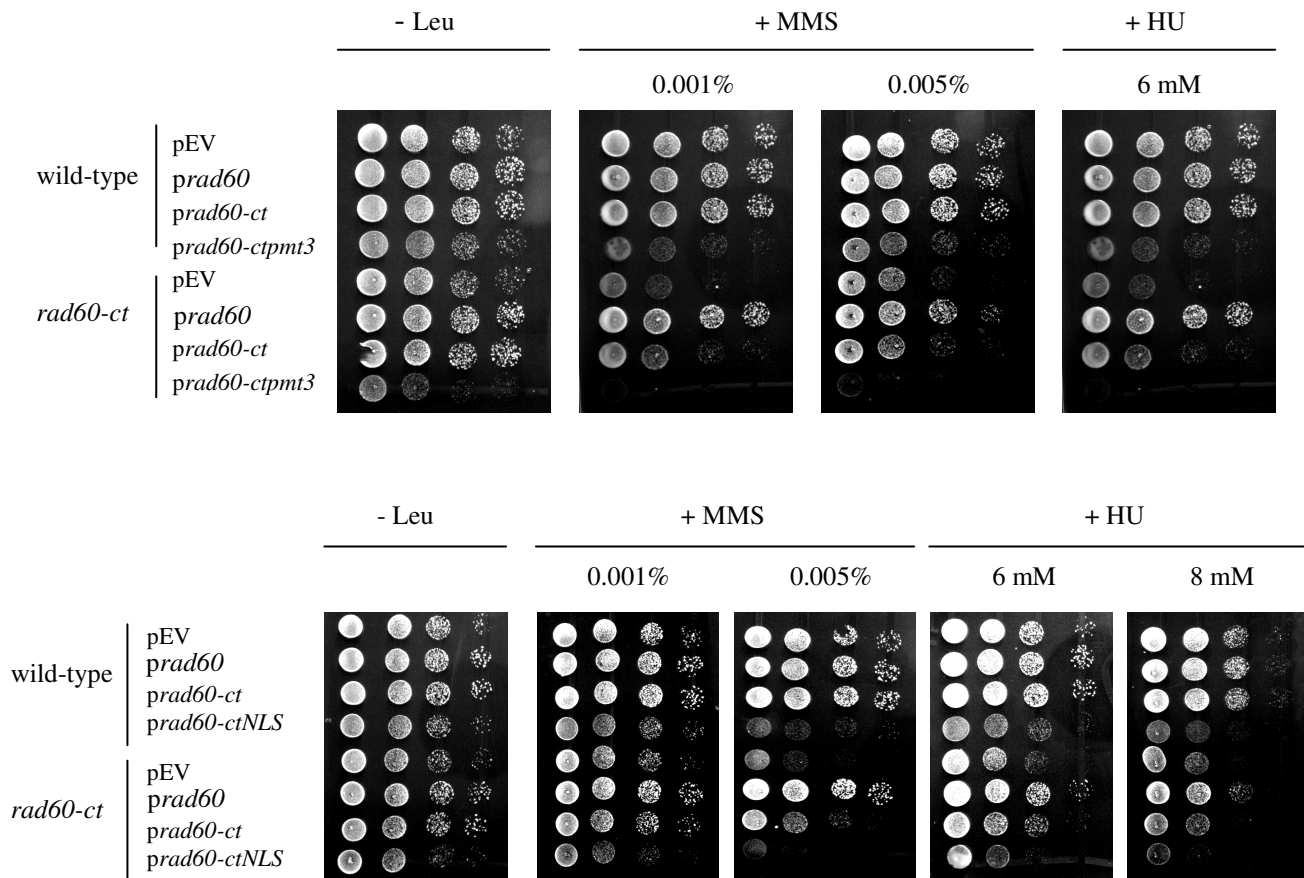 - Leu + MMS + HU
0.001% 0.005% 6 mM
wild-type
pEV
prad60
prad60-ct
prad60-ctpmt3
rad60-ct
pEV
prad60
prad60-ct
prad60-ctpmt3
- Leu + MMS + HU
0.001% 0.005% 6 mM 8 mM
wild-type
pEV
prad60
prad60-ct
prad60-ctNLS
rad60-ct
pEV
prad60
prad60-ct
prad60-ctNLS